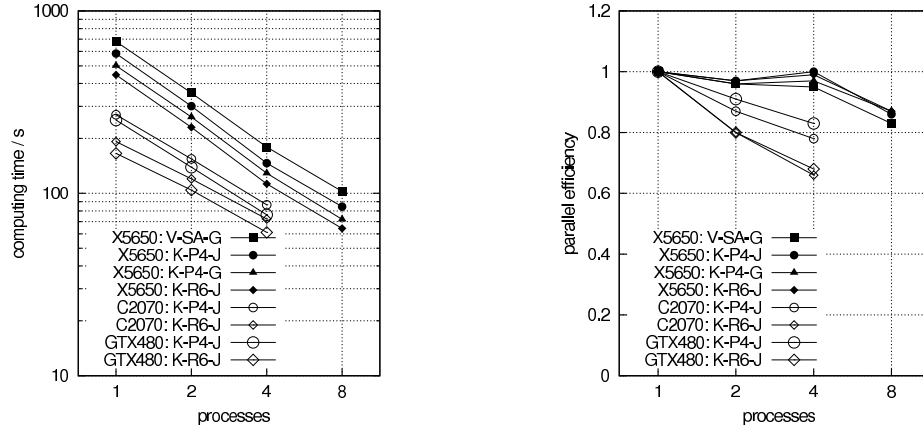 1000
100
10
computing time / s
X5650: V-SA-G
X5650: K-P4-J
X5650: K-P4-G
X5650: K-R6-J
C2070: K-P4-J
C2070: K-R6-J
GTX480: K-P4-J
GTX480: K-R6-J
1 2 4 8
processes
1.2
1
0.8
0.6
0.4
0.2
0
parallel efficiency
X5650: V-SA-G
X5650: K-P4-J
X5650: K-P4-G
X5650: K-R6-J
C2070: K-P4-J
C2070: K-R6-J
GTX480: K-P4-J
GTX480: K-R6-J
1 2 4 8
processes